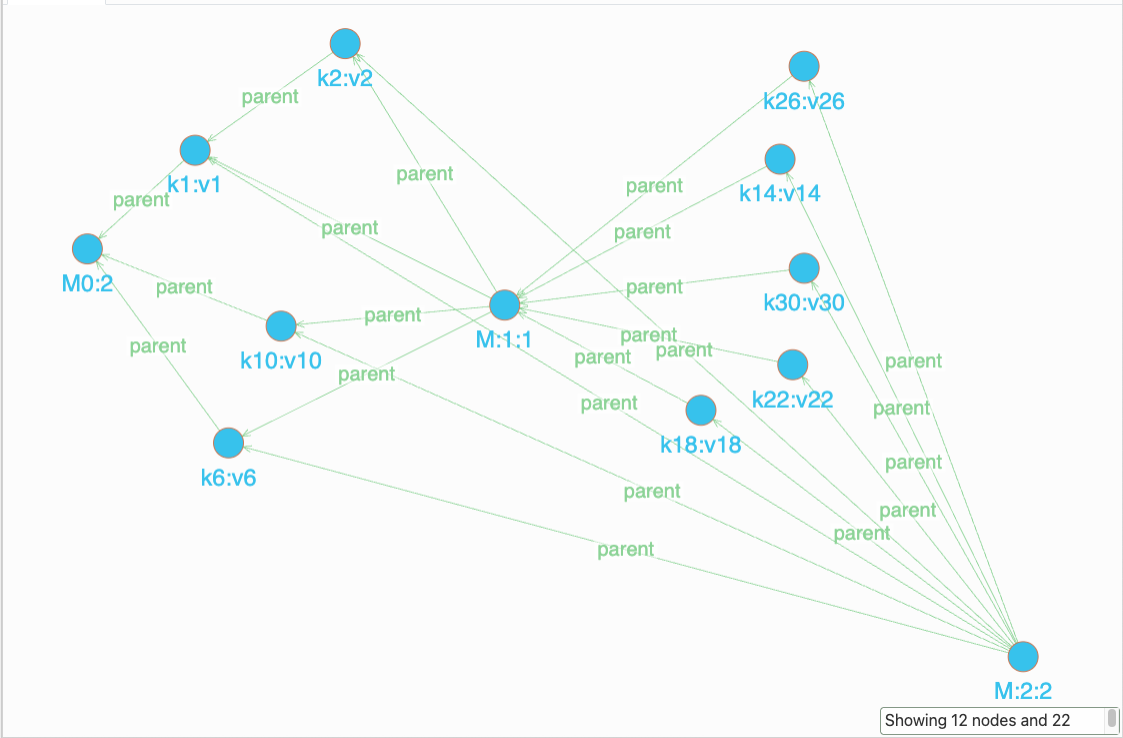 k2:v2
parent
k26:v26
parent
k1:v1
parent
k14:v14
parent
parent
parent
M0:2
parent
parent
parent
k30:v30
parent
M:1:1
parent
parent
parent
parent
k10:v10
parent
parent
k22:v22
parent
parent
k18:v18
parent
k6:v6
parent
parent
parent
parent
parent
M:2:2
Showing 12 nodes and 22